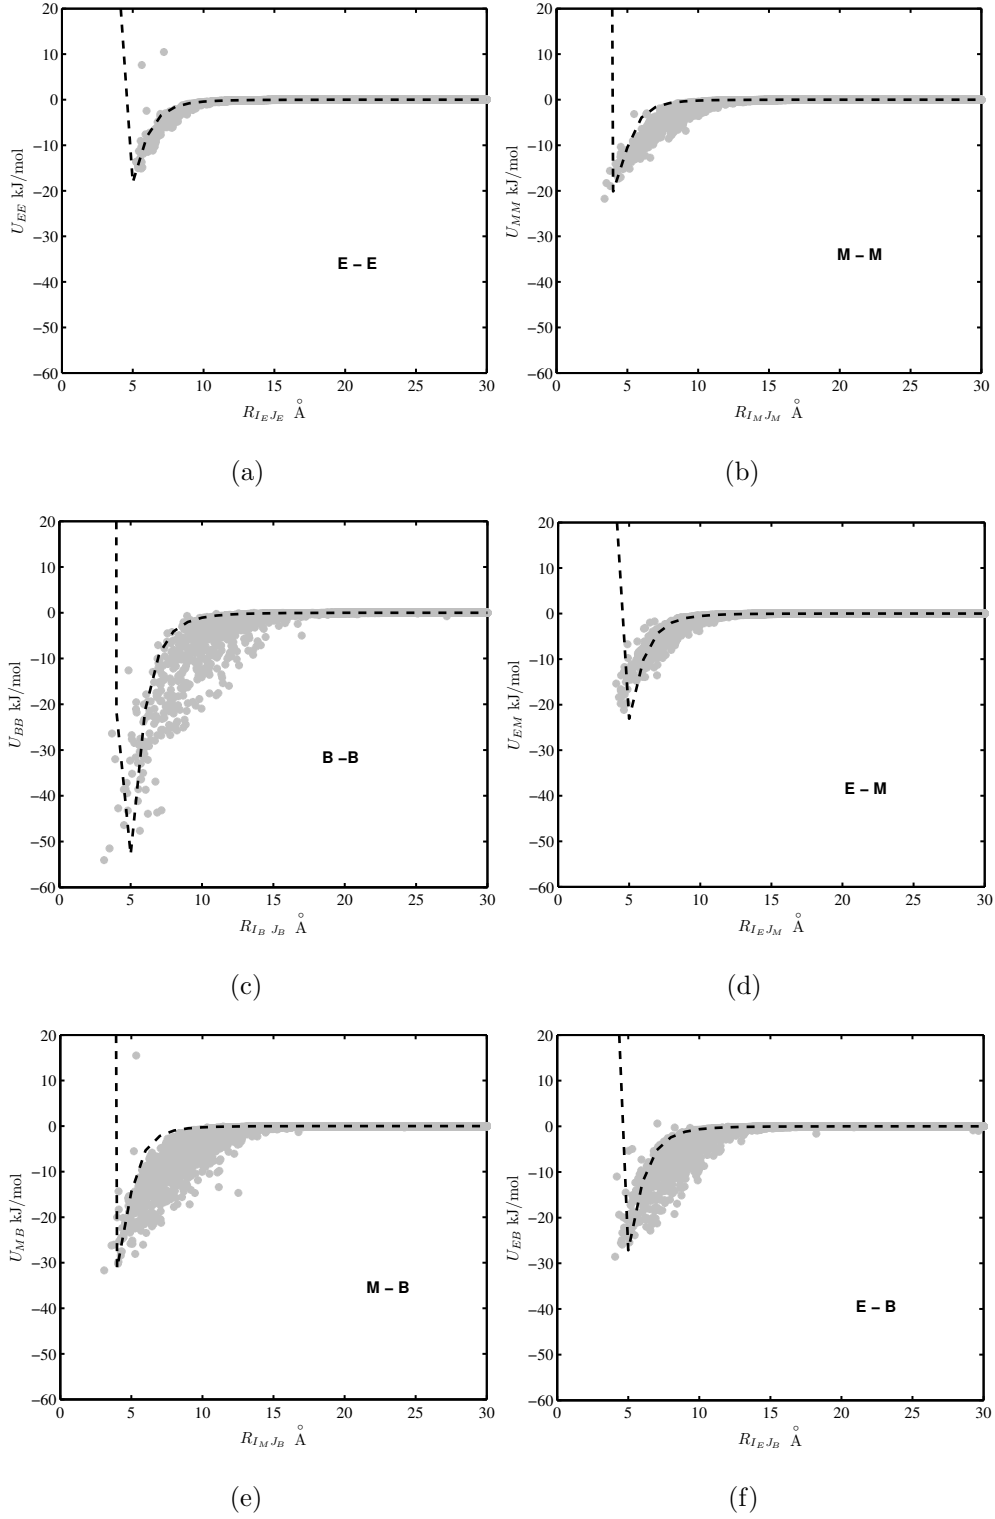 20
10
0
−10
−20
−30
−40
−50
−60
U_EE kJ/mol
E − E
0 5 10 15 20 25 30
R_{I_E J_E} Å
(a)
20
10
0
−10
−20
−30
−40
−50
−60
U_MM kJ/mol
M − M
0 5 10 15 20 25 30
R_{I_M J_M} Å
(b)
20
10
0
−10
−20
−30
−40
−50
−60
U_BB kJ/mol
B −B
0 5 10 15 20 25 30
R_{I_B J_B} Å
(c)
20
10
0
−10
−20
−30
−40
−50
−60
U_EM kJ/mol
E − M
0 5 10 15 20 25 30
R_{I_E J_M} Å
(d)
20
10
0
−10
−20
−30
−40
−50
−60
U_MB kJ/mol
M − B
0 5 10 15 20 25 30
R_{I_M J_B} Å
(e)
20
10
0
−10
−20
−30
−40
−50
−60
U_EB kJ/mol
E − B
0 5 10 15 20 25 30
R_{I_E J_B} Å
(f)